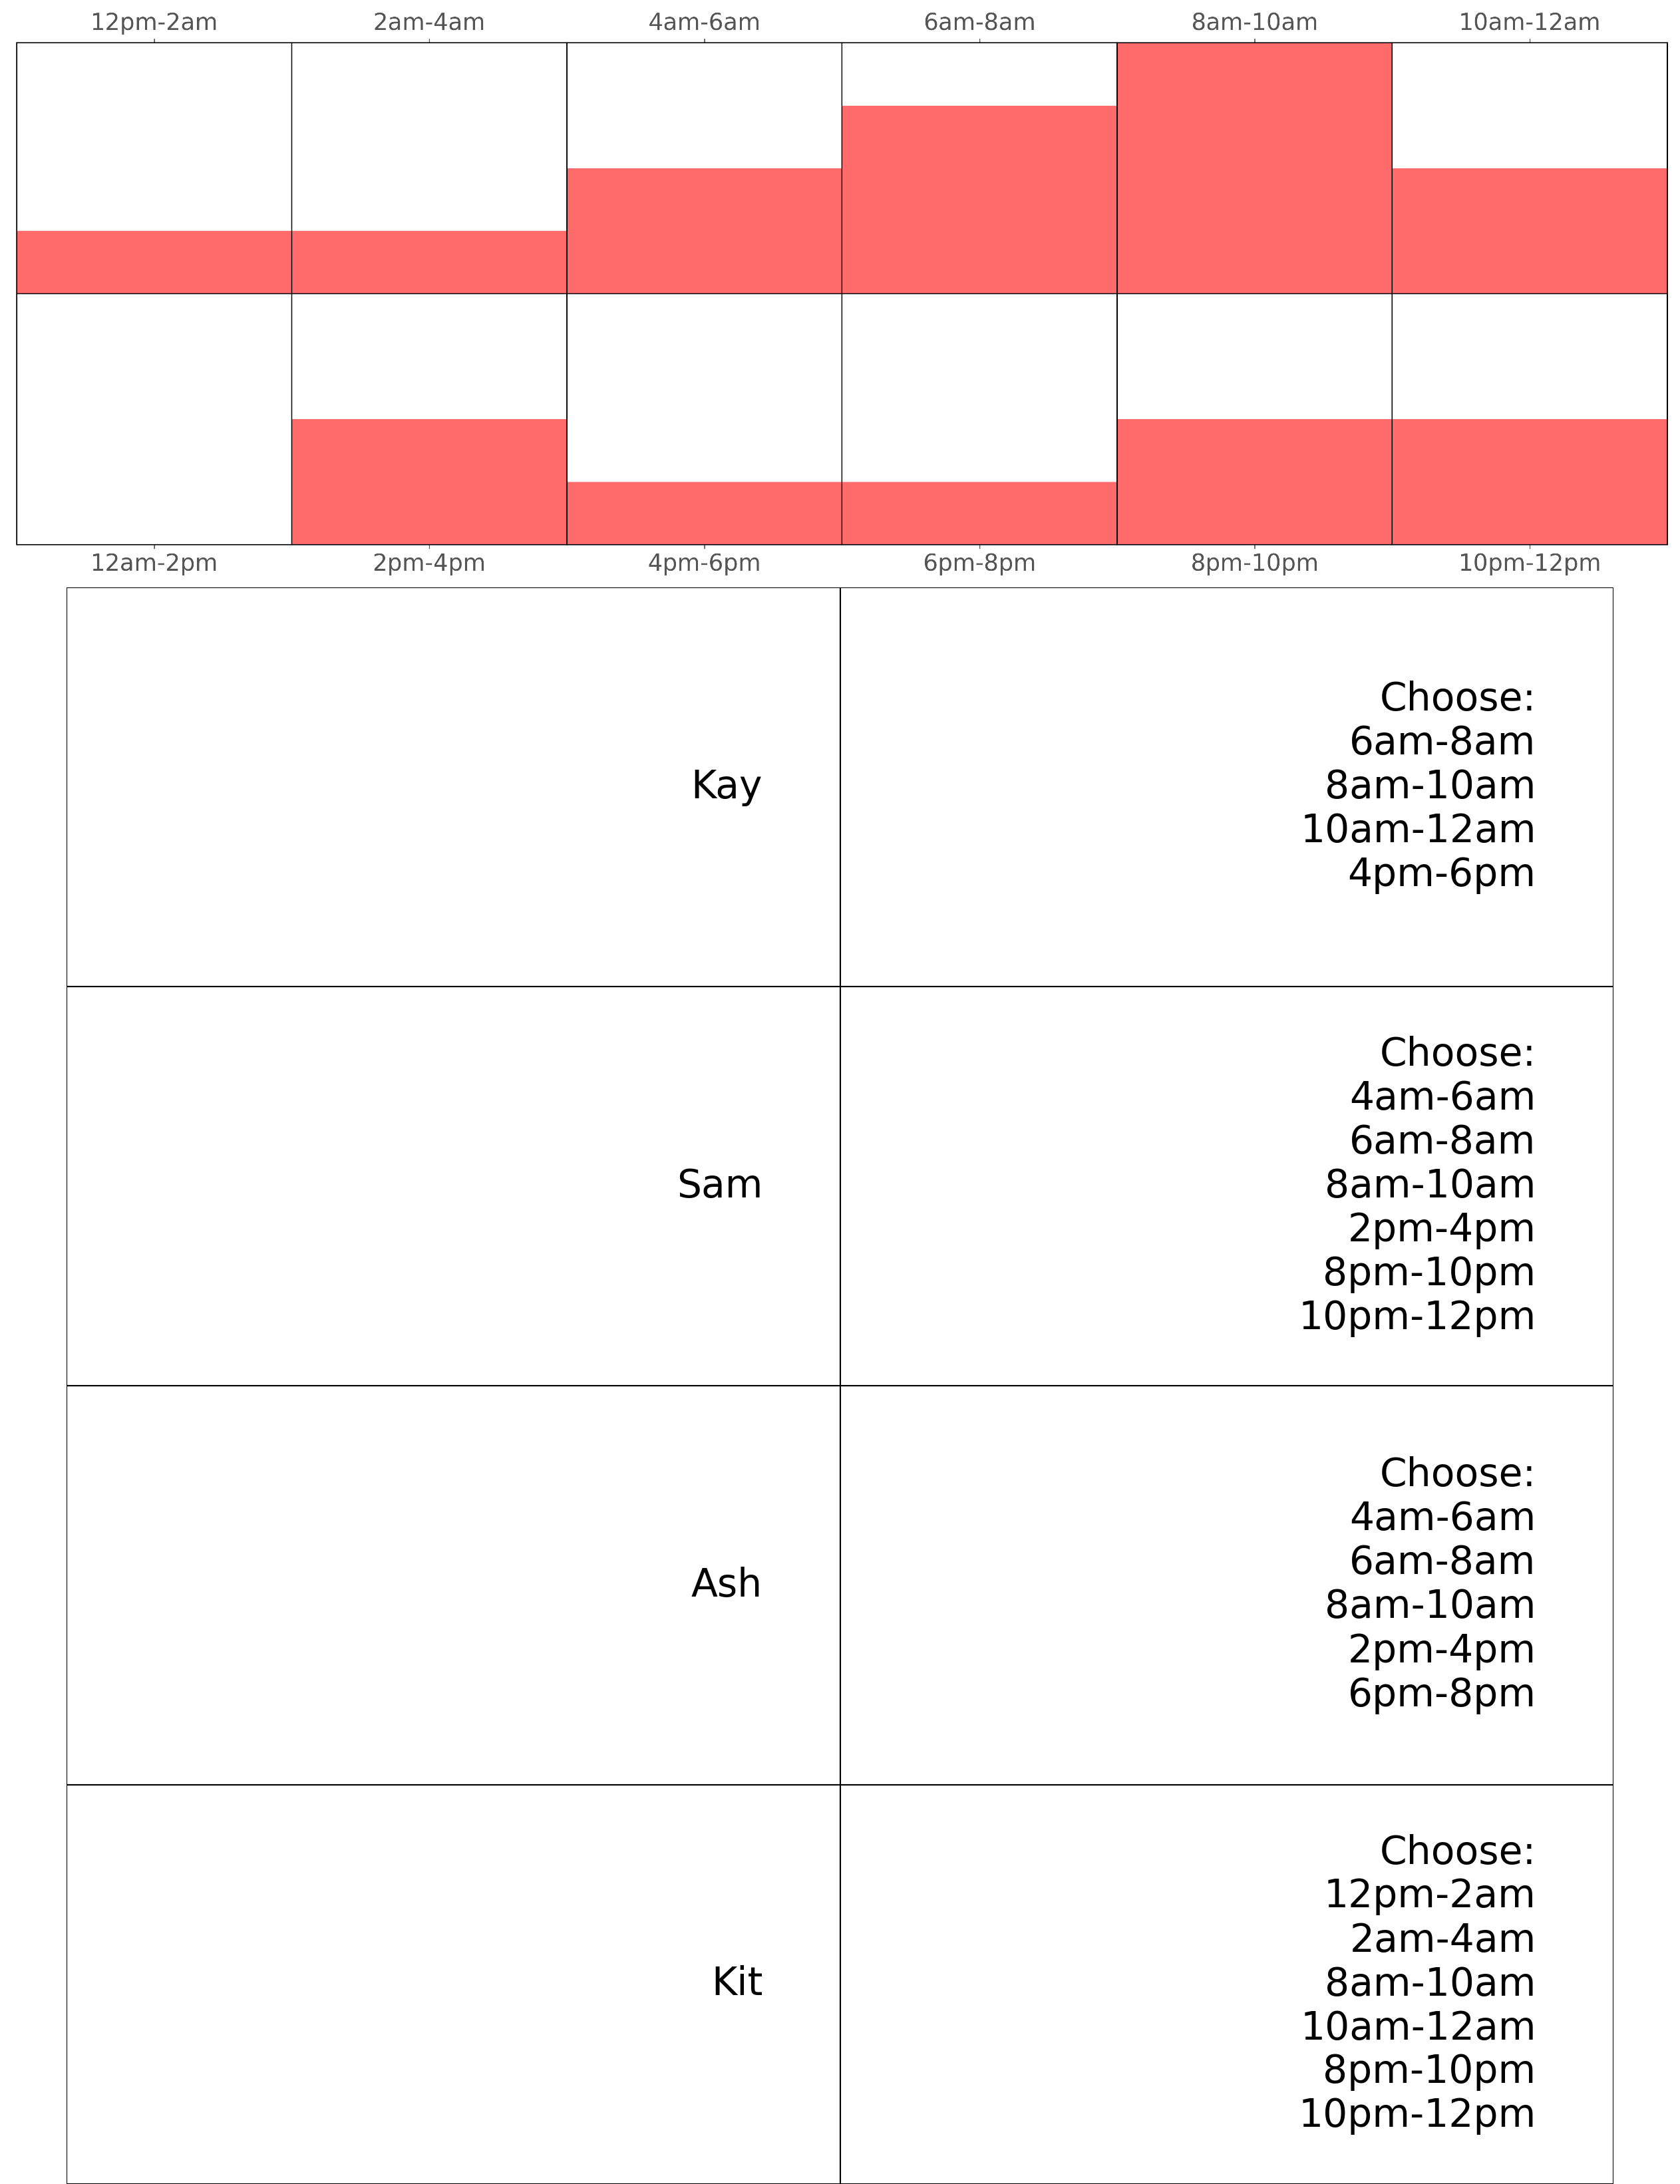 12pm-2am 2am-4am 4am-6am 6am-8am 8am-10am 10am-12am
12am-2pm 2pm-4pm 4pm-6pm 6pm-8pm 8pm-10pm 10pm-12pm
Kay
Choose:
6am-8am
8am-10am
10am-12am
4pm-6pm
Sam
Choose:
4am-6am
6am-8am
8am-10am
2pm-4pm
8pm-10pm
10pm-12pm
Ash
Choose:
4am-6am
6am-8am
8am-10am
2pm-4pm
6pm-8pm
Kit
Choose:
12pm-2am
2am-4am
8am-10am
10am-12am
8pm-10pm
10pm-12pm